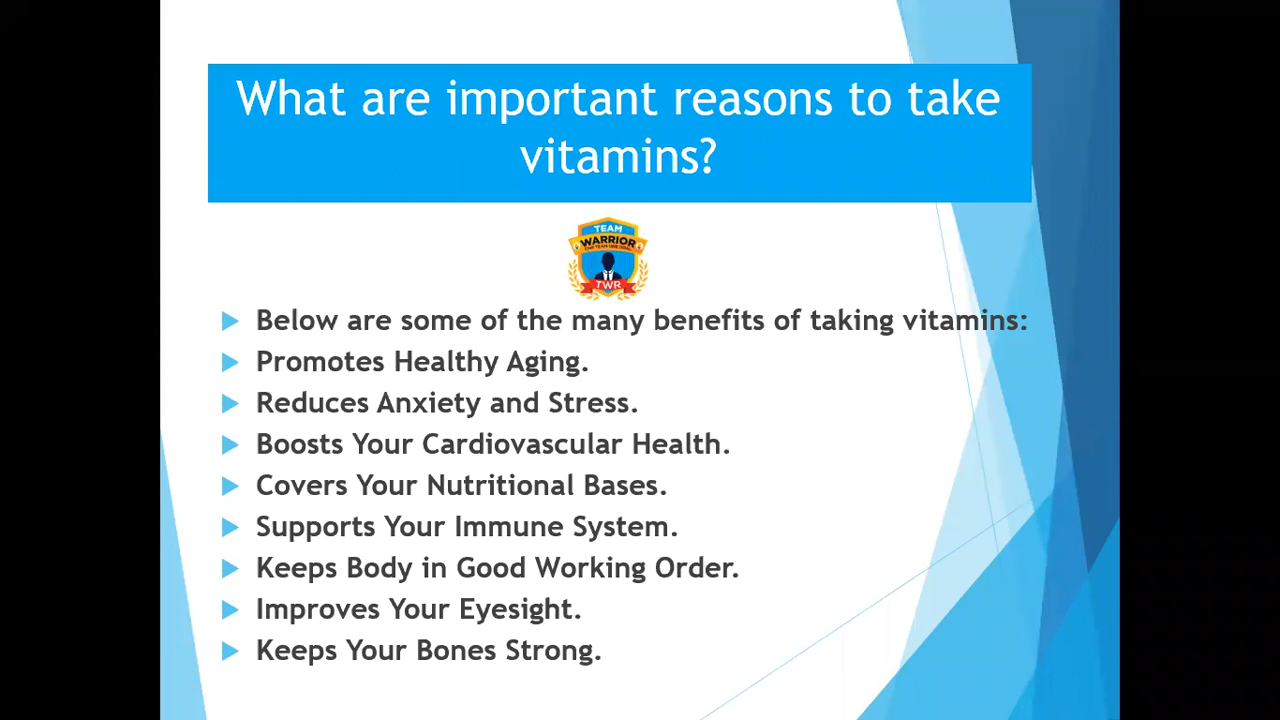 What are important reasons to take
vitamins?
TEAM
WARRIOR
TWR
Below are some of the many benefits of taking vitamins:
Promotes Healthy Aging.
Reduces Anxiety and Stress.
Boosts Your Cardiovascular Health.
Covers Your Nutritional Bases.
Supports Your Immune System.
Keeps Body in Good Working Order.
Improves Your Eyesight.
Keeps Your Bones Strong.